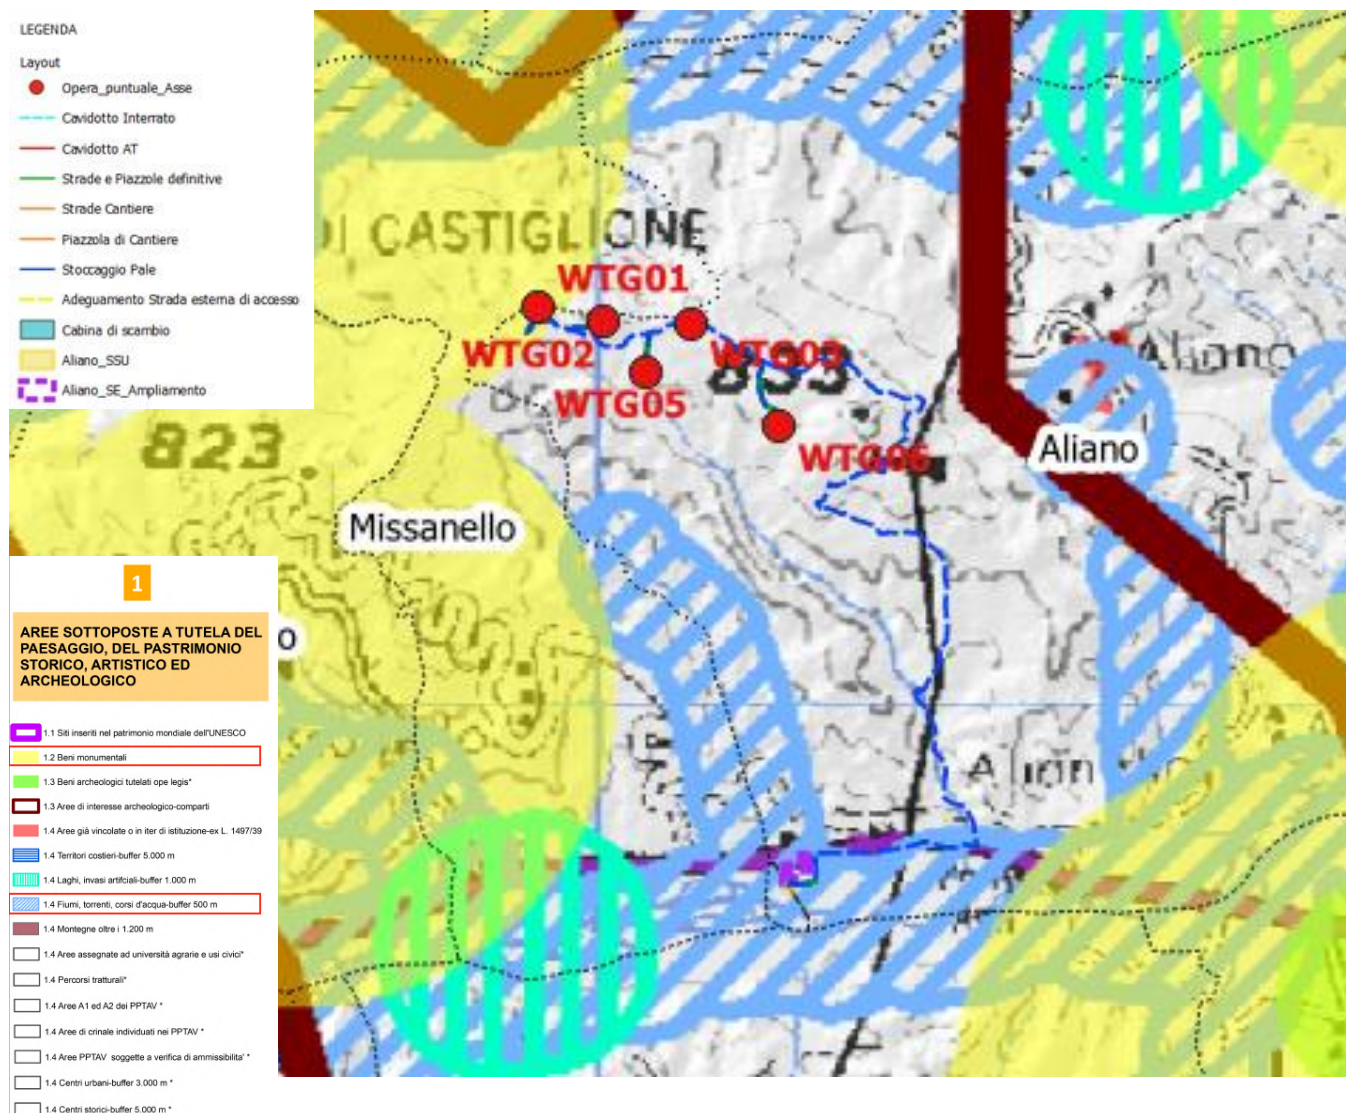 LEGENDA
Layout
Opera_puntuale_Asse
Cavidotto Interrato
Cavidotto AT
Strade e Piazzole definitive
Strade Cantiere
Piazzola di Cantiere
Stoccaggio Pale
Adeguamento Strada esterna di accesso
Cabina di scambio
Aliano_SSU
Aliano_SE_Ampliamento
DI CASTIGLIONE
WTG01
WTG02
WTG03
WTG05
WTG06
Aliano
Aliano
823.
Missanello
o
1
AREE SOTTOPOSTE A TUTELA DEL
PAESAGGIO, DEL PASTRIMONIO
STORICO, ARTISTICO ED
ARCHEOLOGICO
1.1 Siti inseriti nel patrimonio mondiale dell'UNESCO
1.2 Beni monumentali
1.3 Beni archeologici tutelati ope legis*
1.3 Aree di interesse archeologico-comparti
1.4 Aree già vincolate o in iter di istituzione-ex L. 1497/39
1.4 Territori costieri-buffer 5.000 m
1.4 Laghi, invasi artifciali-buffer 1.000 m
1.4 Fiumi, torrenti, corsi d'acqua-buffer 500 m
1.4 Montegne oltre i 1.200 m
1.4 Aree assegnate ad università agrarie e usi civici*
1.4 Percorsi tratturali*
1.4 Aree A1 ed A2 dei PPTAV *
1.4 Aree di crinale individuati nei PPTAV *
1.4 Aree PPTAV soggette a verifica di ammissibilita' *
1.4 Centri urbani-buffer 3.000 m *
1.4 Centri storici-buffer 5.000 m *